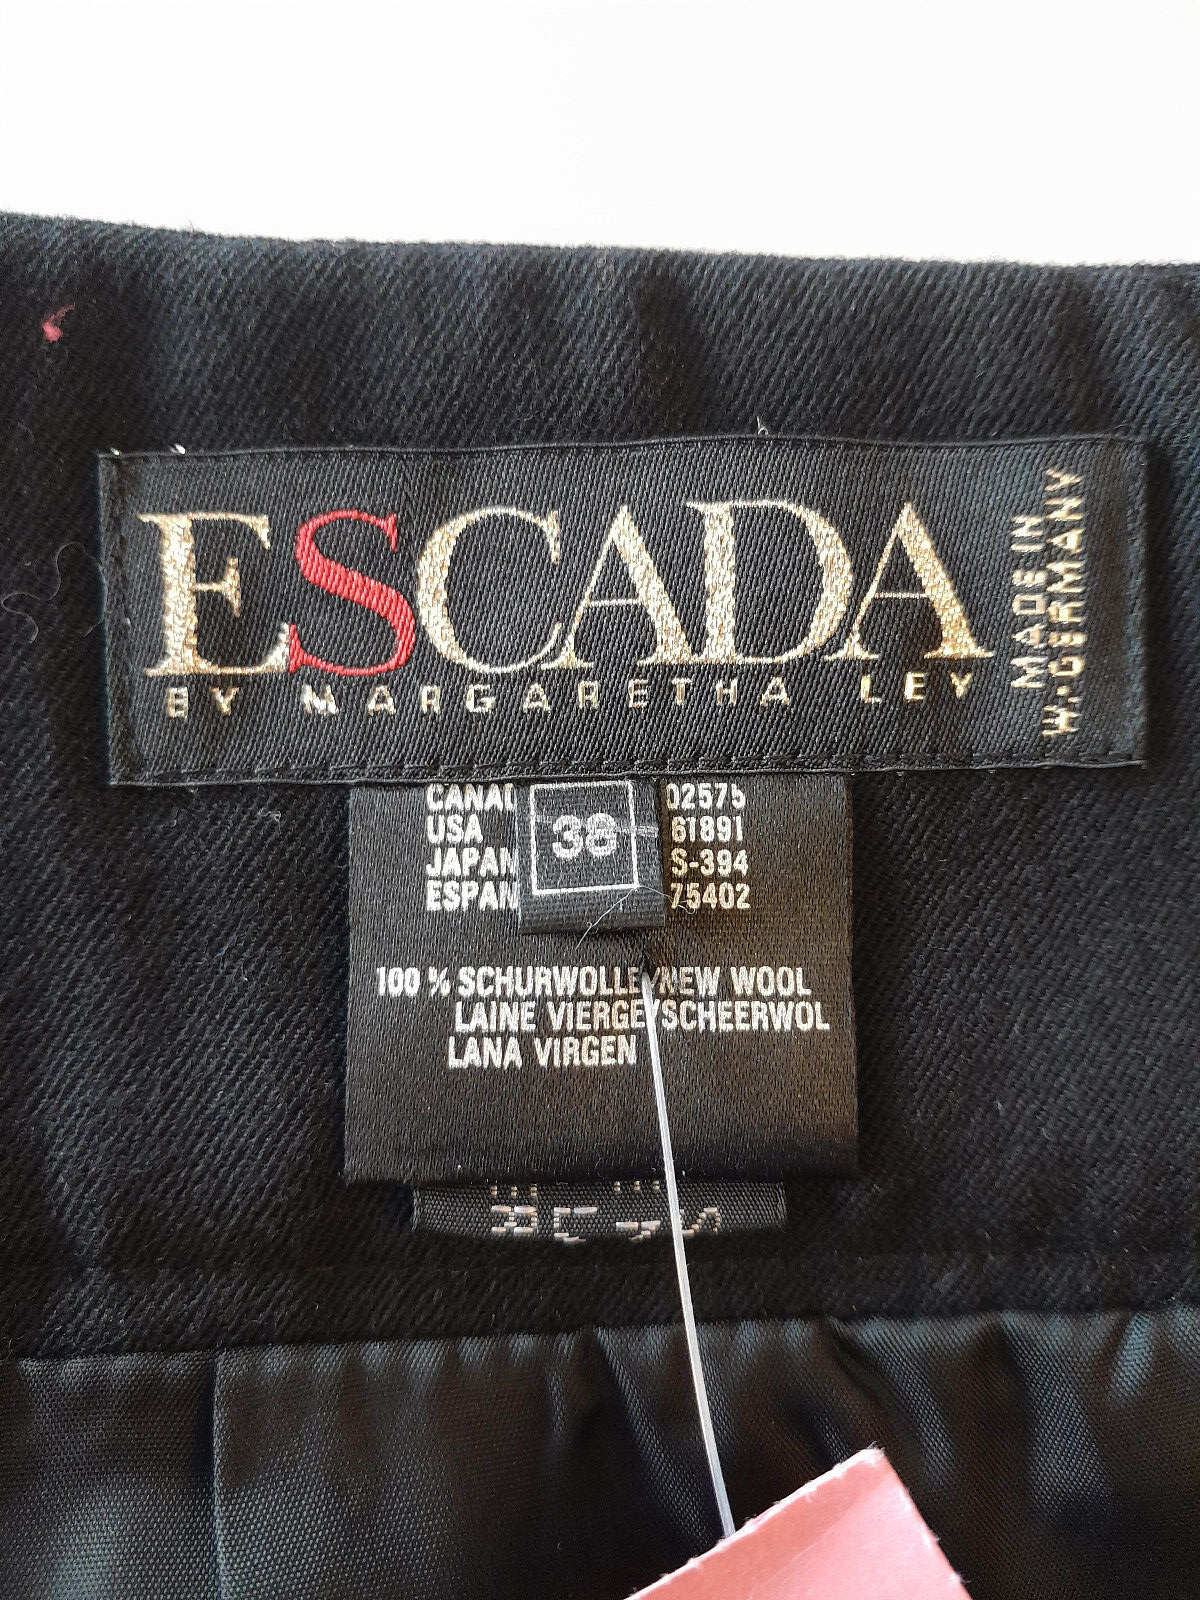 ESCADA
BY MARGARETHA LEY
MADE IN
W. GERMANY
38
CANAD 02575
USA 61891
JAPAN S-394
ESPAN 75402
100 % SCHURWOLLE/NEW WOOL
LAINE VIERGE/SCHEERWOL
LANA VIRGEN